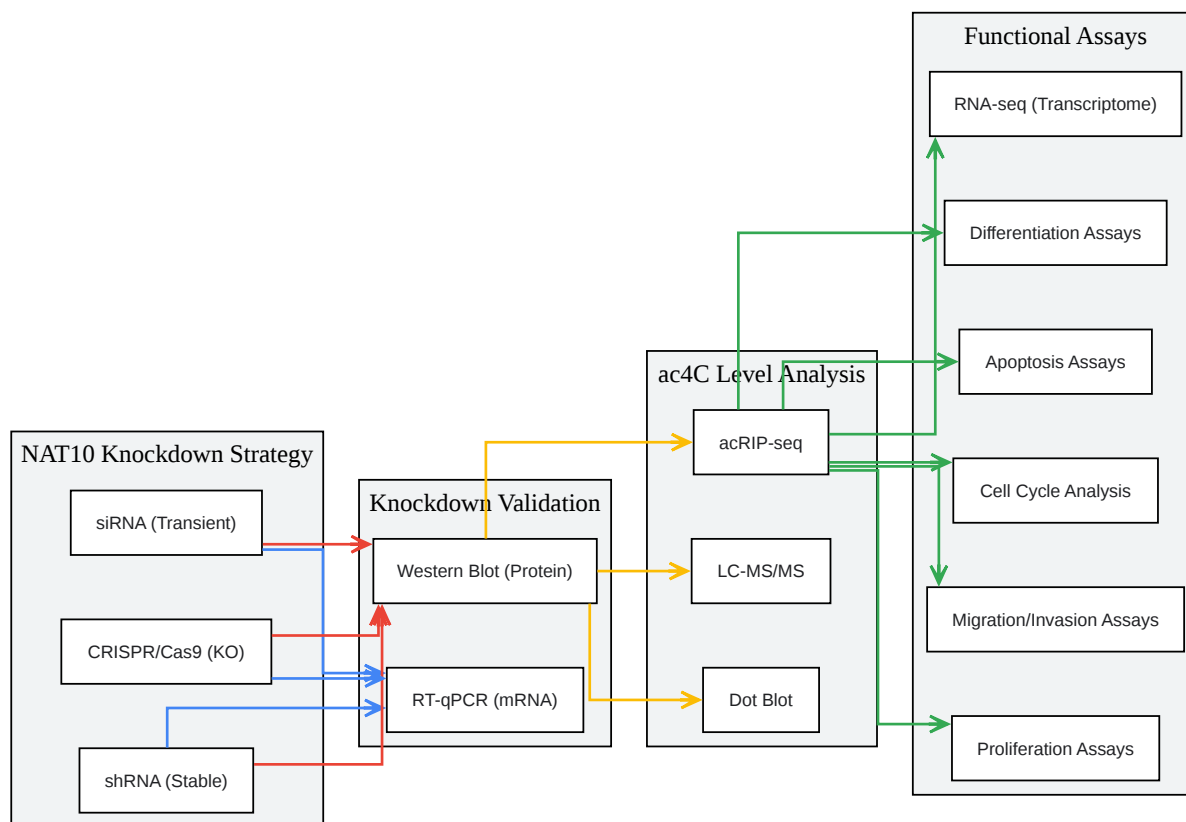 NAT10 Knockdown Strategy
siRNA (Transient)
CRISPR/Cas9 (KO)
shRNA (Stable)
Knockdown Validation
Western Blot (Protein)
RT-qPCR (mRNA)
ac4C Level Analysis
acRIP-seq
LC-MS/MS
Dot Blot
Functional Assays
RNA-seq (Transcriptome)
Differentiation Assays
Apoptosis Assays
Cell Cycle Analysis
Migration/Invasion Assays
Proliferation Assays